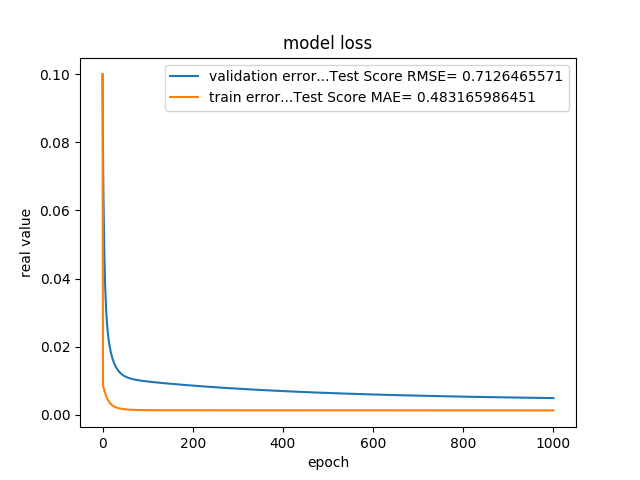 model loss
validation error...Test Score RMSE= 0.7126465571
train error...Test Score MAE= 0.483165986451
real value
0.10
0.08
0.06
0.04
0.02
0.00
0 200 400 600 800 1000
epoch